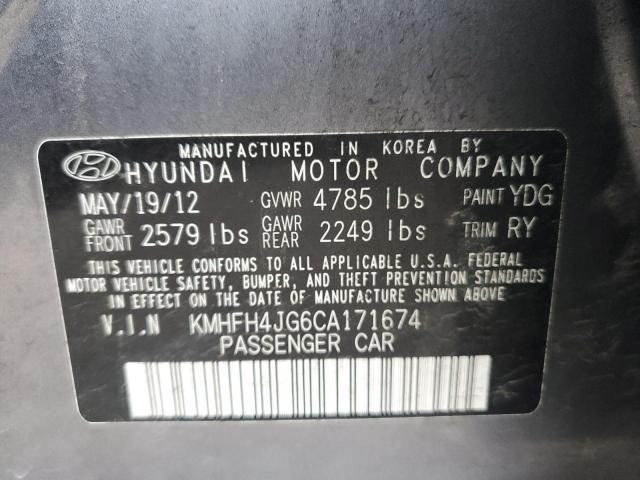 MANUFACTURED IN KOREA BY
HYUNDAI MOTOR COMPANY
MAY/19/12 GVWR 4785 lbs PAINT YDG
GAWR FRONT 2579 lbs GAWR REAR 2249 lbs TRIM RY
THIS VEHICLE CONFORMS TO ALL APPLICABLE U.S.A. FEDERAL
MOTOR VEHICLE SAFETY, BUMPER, AND THEFT PREVENTION STANDARDS
IN EFFECT ON THE DATE OF MANUFACTURE SHOWN ABOVE
V.I.N KMHFH4JG6CA171674
PASSENGER CAR